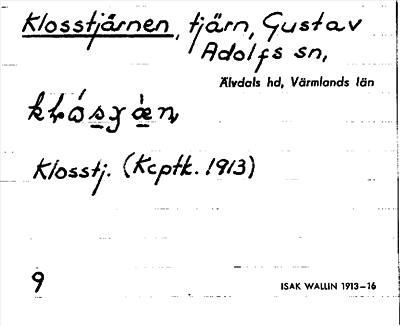 Klosstjärnen, tjärn, Gustav
Adolfs sn,
Älvdals hd, Värmlands län
Klosstj. (Kcptk. 1913)
9
ISAK WALLIN 1913–16